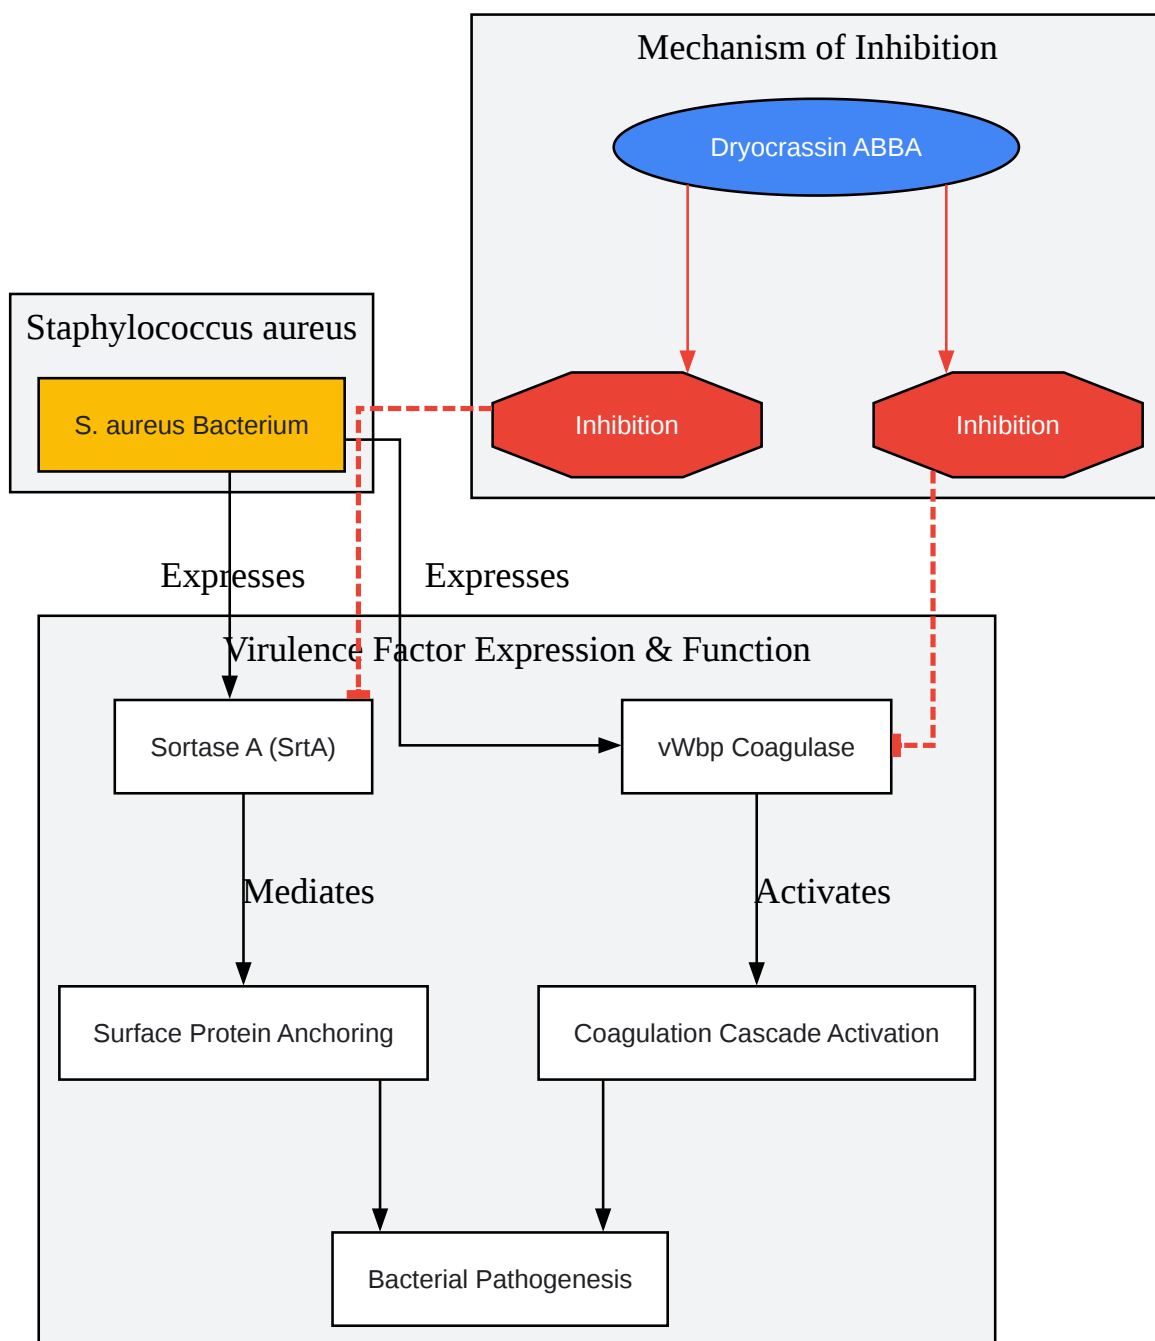 Mechanism of Inhibition
Dryocrassin ABBA
Staphylococcus aureus
S. aureus Bacterium
Inhibition
Inhibition
Expresses
Expresses
Virulence Factor Expression & Function
Sortase A (SrtA)
vWbp Coagulase
Mediates
Activates
Surface Protein Anchoring
Coagulation Cascade Activation
Bacterial Pathogenesis